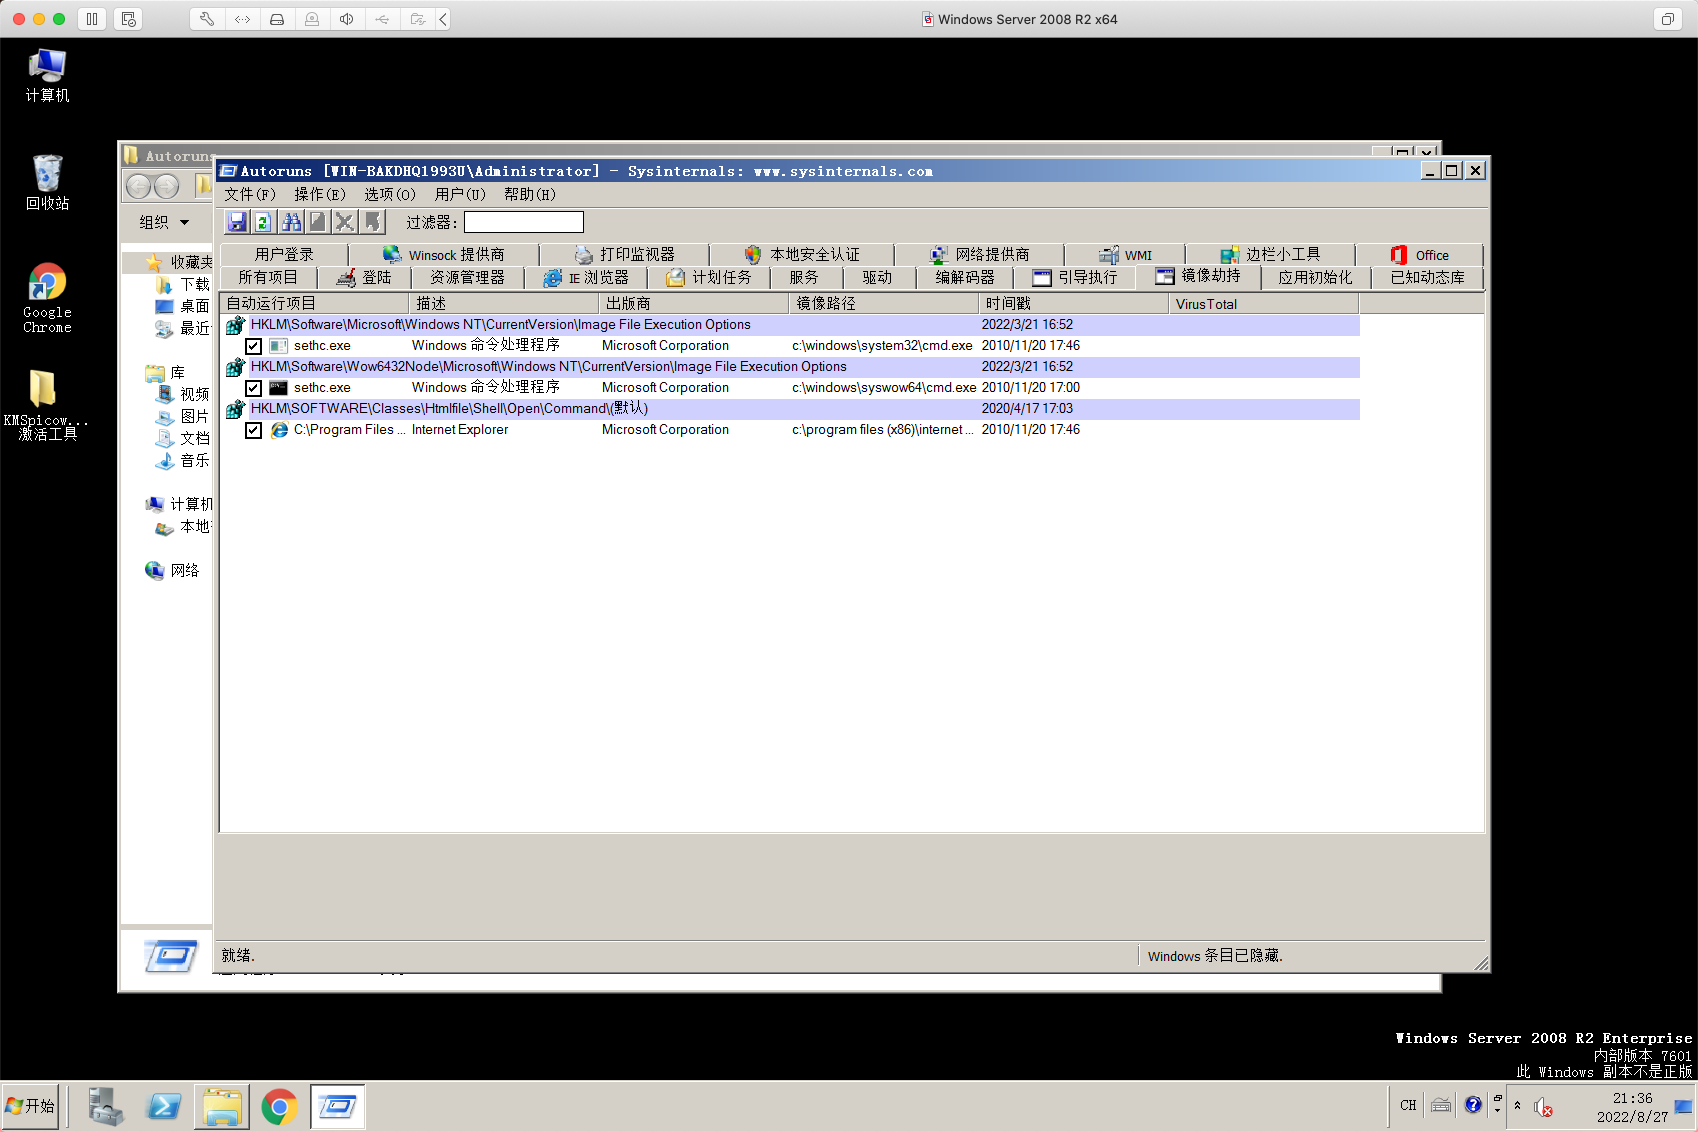 Windows Server 2008 R2 x64
计算机
回收站
Google
Chrome
KMSpicow...
激活工具
Autoruns
组织
收藏夹
下载
桌面
最近
库
视频
图片
文档
音乐
计算机
本地
网络
Autoruns [WIN-BAKDHQ1993U\Administrator] - Sysinternals: www.sysinternals.com
文件(F) 操作(E) 选项(O) 用户(U) 帮助(H)
过滤器:
用户登录 Winsock 提供商 打印监视器 本地安全认证 网络提供商 WMI 边栏小工具 Office
所有项目 登陆 资源管理器 IE 浏览器 计划任务 服务 驱动 编解码器 引导执行 镜像劫持 应用初始化 已知动态库
自动运行项目 描述 出版商 镜像路径 时间戳 VirusTotal
HKLM\Software\Microsoft\Windows NT\CurrentVersion\Image File Execution Options 2022/3/21 16:52
sethc.exe Windows 命令处理程序 Microsoft Corporation c:\windows\system32\cmd.exe 2010/11/20 17:46
HKLM\Software\Wow6432Node\Microsoft\Windows NT\CurrentVersion\Image File Execution Options 2022/3/21 16:52
sethc.exe Windows 命令处理程序 Microsoft Corporation c:\windows\syswow64\cmd.exe 2010/11/20 17:00
HKLM\SOFTWARE\Classes\Htmlfile\Shell\Open\Command\(默认) 2020/4/17 17:03
C:\Program Files ... Internet Explorer Microsoft Corporation c:\program files (x86)\internet ... 2010/11/20 17:46
就绪.
Windows 条目已隐藏.
Windows Server 2008 R2 Enterprise
内部版本 7601
此 Windows 副本不是正版
开始
CH
21:36
2022/8/27